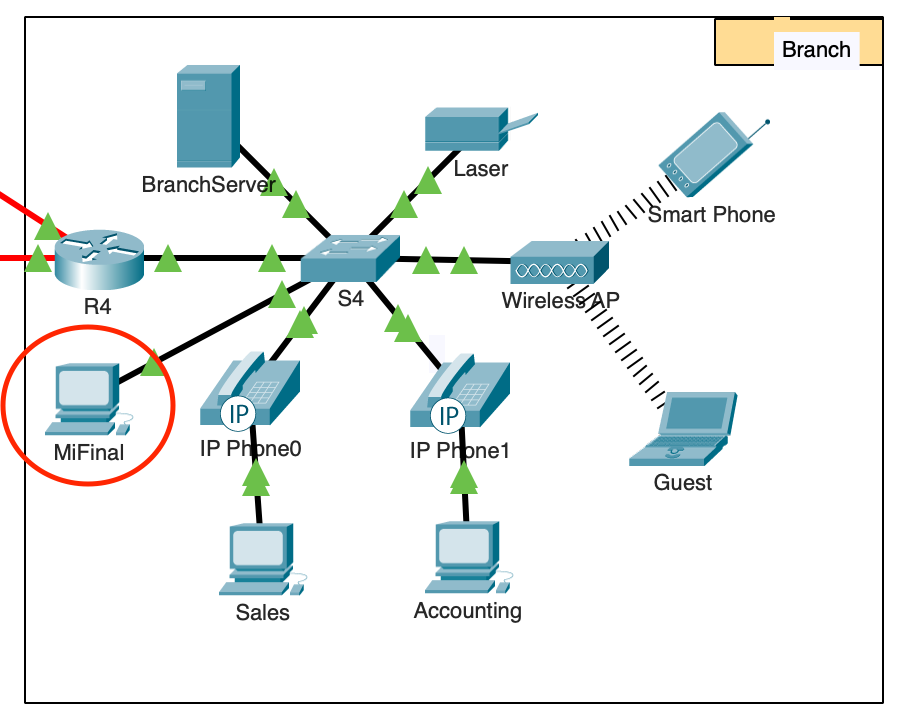 Branch
BranchServer
Laser
Smart Phone
R4
S4
Wireless AP
MiFinal
IP
IP Phone0
IP
IP Phone1
Guest
Sales
Accounting